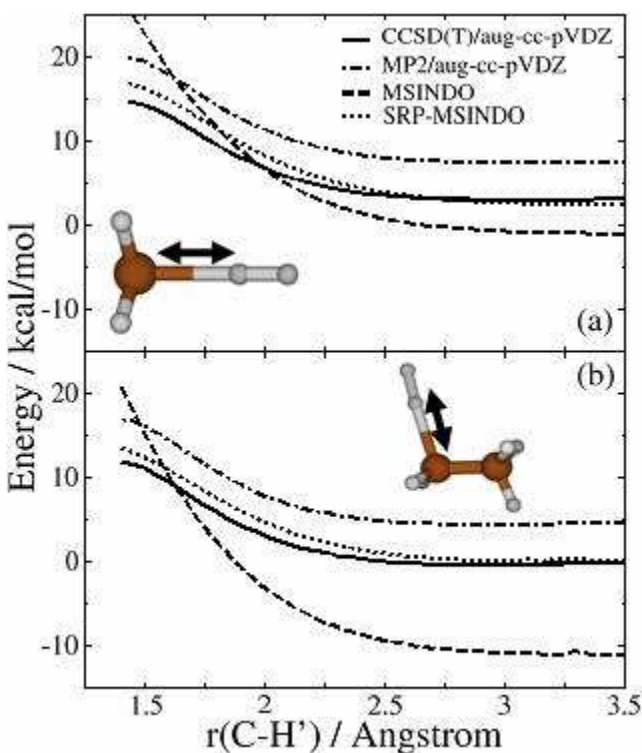 20
10
0
-10
CCSD(T)/aug-cc-pVDZ
MP2/aug-cc-pVDZ
MSINDO
SRP-MSINDO
(a)
Energy / kcal/mol
20
10
0
-10
(b)
1.5 2 2.5 3 3.5
r(C-H') / Angstrom